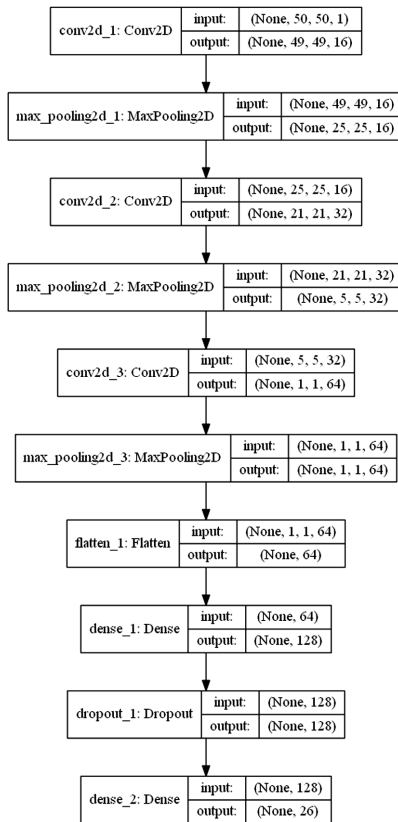 conv2d_1: Conv2D input: (None, 50, 50, 1)
output: (None, 49, 49, 16)
max_pooling2d_1: MaxPooling2D input: (None, 49, 49, 16)
output: (None, 25, 25, 16)
conv2d_2: Conv2D input: (None, 25, 25, 16)
output: (None, 21, 21, 32)
max_pooling2d_2: MaxPooling2D input: (None, 21, 21, 32)
output: (None, 5, 5, 32)
conv2d_3: Conv2D input: (None, 5, 5, 32)
output: (None, 1, 1, 64)
max_pooling2d_3: MaxPooling2D input: (None, 1, 1, 64)
output: (None, 1, 1, 64)
flatten_1: Flatten input: (None, 1, 1, 64)
output: (None, 64)
dense_1: Dense input: (None, 64)
output: (None, 128)
dropout_1: Dropout input: (None, 128)
output: (None, 128)
dense_2: Dense input: (None, 128)
output: (None, 26)